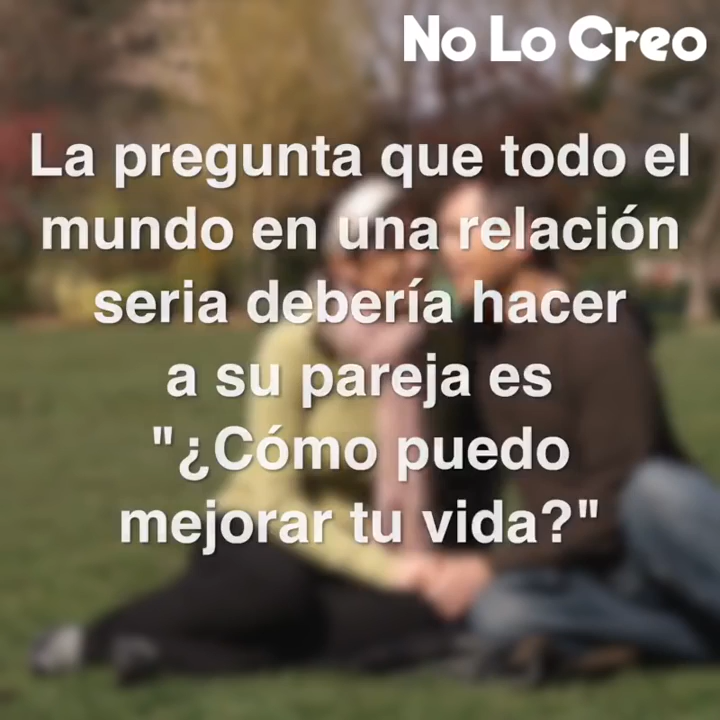 No Lo Creo
La pregunta que todo el
mundo en una relación
seria debería hacer
a su pareja es
"¿Cómo puedo
mejorar tu vida?"